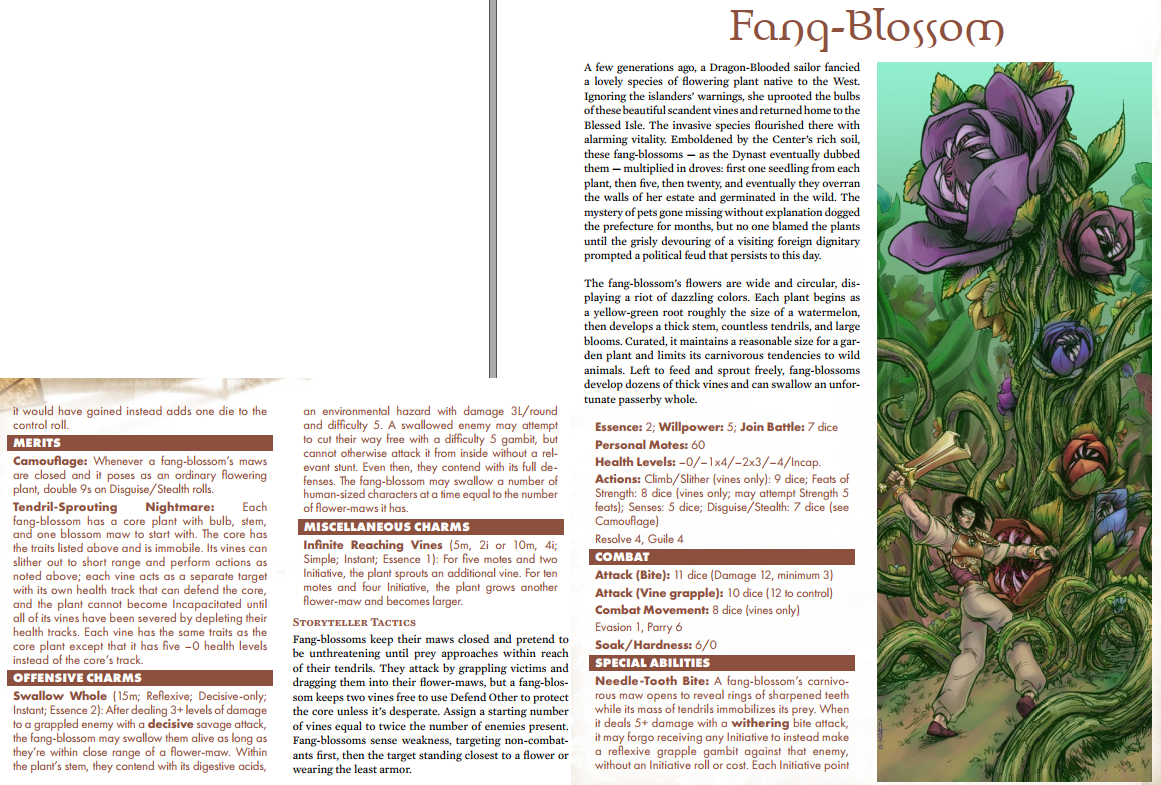 Fang-Blossom
A few generations ago, a Dragon-Blooded sailor fancied
a lovely species of flowering plant native to the West.
Ignoring the islanders’ warnings, she uprooted the bulbs
of these beautiful scandent vines and returned home to the
Blessed Isle. The invasive species flourished there with
alarming vitality. Emboldened by the Center’s rich soil,
these fang-blossoms — as the Dynast eventually dubbed
them — multiplied in droves: first one seedling from each
plant, then five, then twenty, and eventually they overran
the walls of her estate and germinated in the wild. The
mystery of pets gone missing without explanation dogged
the prefecture for months, but no one blamed the plants
until the grisly devouring of a visiting foreign dignitary
prompted a political feud that persists to this day.
The fang-blossom’s flowers are wide and circular, dis-
playing a riot of dazzling colors. Each plant begins as
a yellow-green root roughly the size of a watermelon,
then develops a thick stem, countless tendrils, and large
blooms. Curated, it maintains a reasonable size for a gar-
den plant and limits its carnivorous tendencies to wild
animals. Left to feed and sprout freely, fang-blossoms
develop dozens of thick vines and can swallow an unfor-
tunate passerby whole.
Essence: 2; Willpower: 5; Join Battle: 7 dice
Personal Motes: 60
Health Levels: −0/−1x4/−2x3/−4/Incap.
Actions: Climb/Slither (vines only): 9 dice; Feats of
Strength: 8 dice (vines only; may attempt Strength 5
feats); Senses: 5 dice; Disguise/Stealth: 7 dice (see
Camouflage)
Resolve 4, Guile 4
COMBAT
Attack (Bite): 11 dice (Damage 12, minimum 3)
Attack (Vine grapple): 10 dice (12 to control)
Combat Movement: 8 dice (vines only)
Evasion 1, Parry 6
Soak/Hardness: 6/0
SPECIAL ABILITIES
Needle-Tooth Bite: A fang-blossom’s carnivo-
rous maw opens to reveal rings of sharpened teeth
while its mass of tendrils immobilizes its prey. When
it deals 5+ damage with a withering bite attack,
it may forgo receiving any Initiative to instead make
a reflexive grapple gambit against that enemy,
without an Initiative roll or cost. Each Initiative point
it would have gained instead adds one die to the
control roll.
MERITS
Camouflage: Whenever a fang-blossom’s maws
are closed and it poses as an ordinary flowering
plant, double 9s on Disguise/Stealth rolls.
Tendril-Sprouting Nightmare: Each
fang-blossom has a core plant with bulb, stem,
and one blossom maw to start with. The core has
the traits listed above and is immobile. Its vines can
slither out to short range and perform actions as
noted above; each vine acts as a separate target
with its own health track that can defend the core,
and the plant cannot become Incapacitated until
all of its vines have been severed by depleting their
health tracks. Each vine has the same traits as the
core plant except that it has five −0 health levels
instead of the core’s track.
OFFENSIVE CHARMS
Swallow Whole (15m; Reflexive; Decisive-only;
Instant; Essence 2): After dealing 3+ levels of damage
to a grappled enemy with a decisive savage attack,
the fang-blossom may swallow them alive as long as
they’re within close range of a flower-maw. Within
the plant’s stem, they contend with its digestive acids,
an environmental hazard with damage 3L/round
and difficulty 5. A swallowed enemy may attempt
to cut their way free with a difficulty 5 gambit, but
cannot otherwise attack it from inside without a rel-
evant stunt. Even then, they contend with its full de-
fenses. The fang-blossom may swallow a number of
human-sized characters at a time equal to the number
of flower-maws it has.
MISCELLANEOUS CHARMS
Infinite Reaching Vines (5m, 2i or 10m, 4i;
Simple; Instant; Essence 1): For five motes and two
Initiative, the plant sprouts an additional vine. For ten
motes and four Initiative, the plant grows another
flower-maw and becomes larger.
STORYTELLER TACTICS
Fang-blossoms keep their maws closed and pretend to
be unthreatening until prey approaches within reach
of their tendrils. They attack by grappling victims and
dragging them into their flower-maws, but a fang-blos-
som keeps two vines free to use Defend Other to protect
the core unless it’s desperate. Assign a starting number
of vines equal to twice the number of enemies present.
Fang-blossoms sense weakness, targeting non-combat-
ants first, then the target standing closest to a flower or
wearing the least armor.